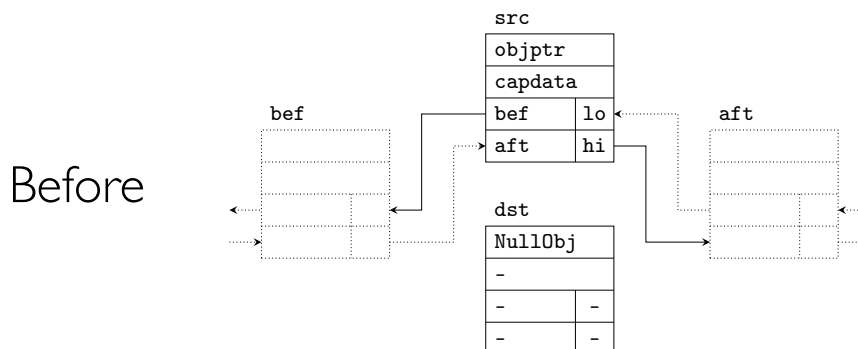 src
objptr
capdata
bef lo
aft hi
bef
aft
Before
dst
NullObj
-
- -
- -